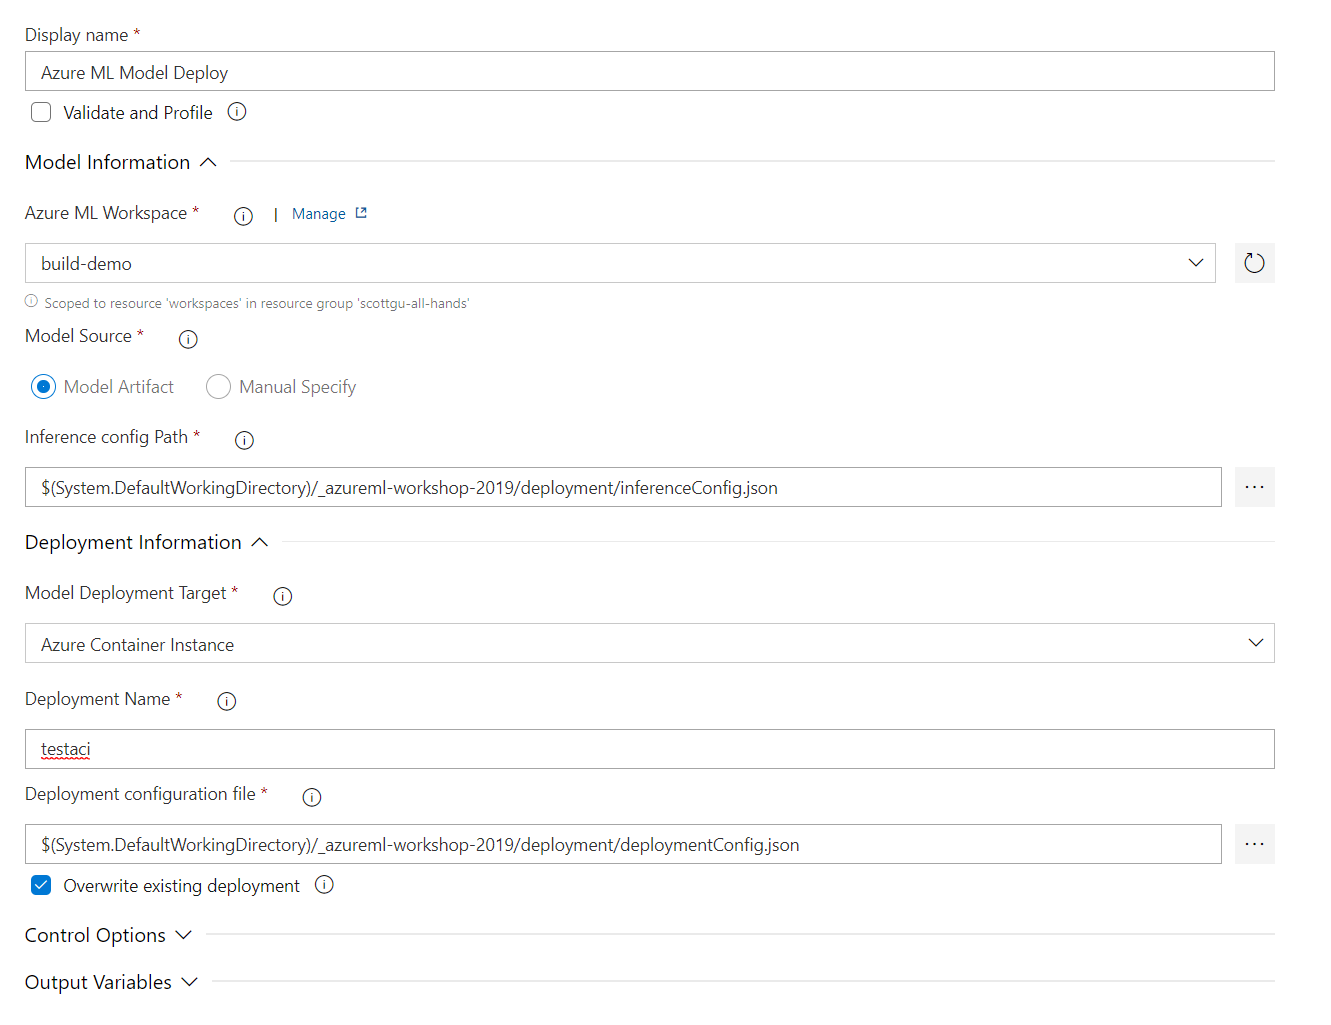 Display name *
Azure ML Model Deploy
Validate and Profile
Model Information
Azure ML Workspace * | Manage
build-demo
Scoped to resource 'workspaces' in resource group 'scottgu-all-hands'
Model Source *
Model Artifact Manual Specify
Inference config Path *
$(System.DefaultWorkingDirectory)/_azureml-workshop-2019/deployment/inferenceConfig.json
Deployment Information
Model Deployment Target *
Azure Container Instance
Deployment Name *
testaci
Deployment configuration file *
$(System.DefaultWorkingDirectory)/_azureml-workshop-2019/deployment/deploymentConfig.json
Overwrite existing deployment
Control Options
Output Variables